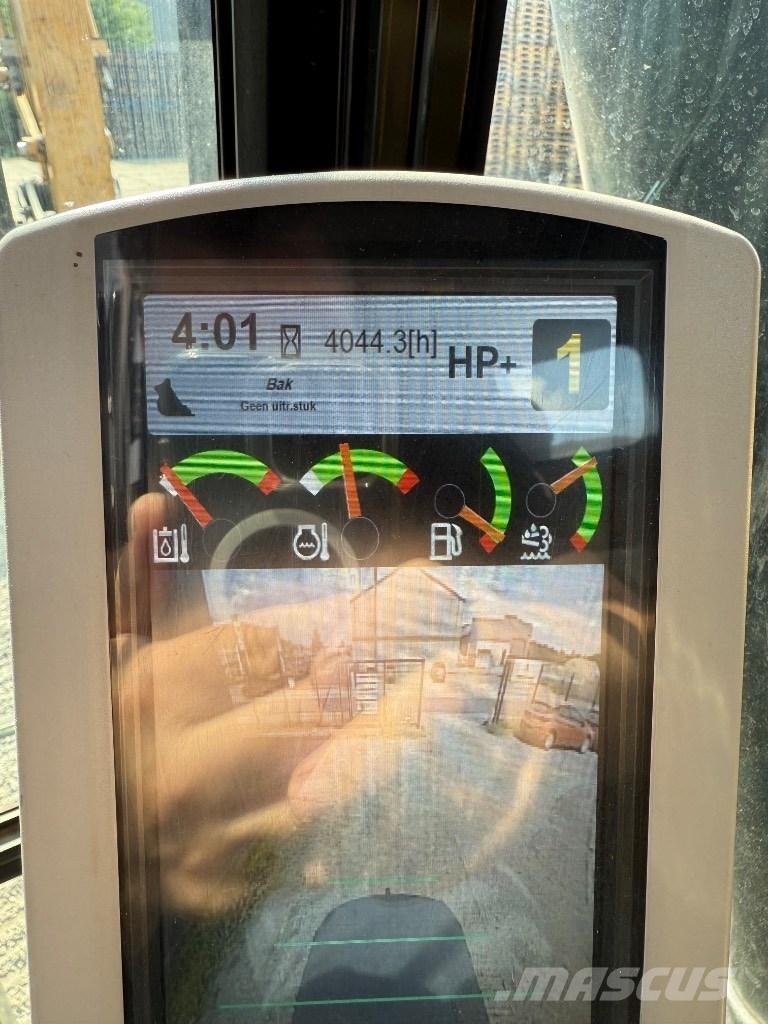 4:01 4044.3[h] HP+ 1
Bak
Geen uitr.stuk
MASCUS